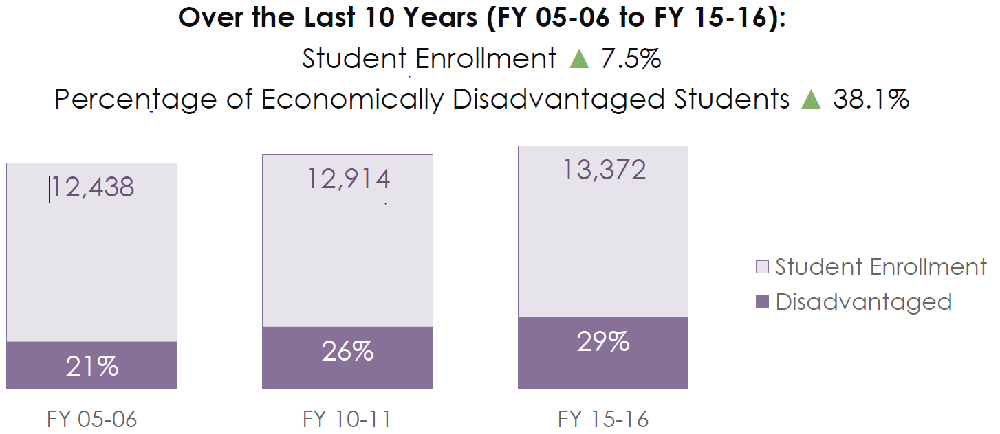 Over the Last 10 Years (FY 05-06 to FY 15-16):
Student Enrollment ▲ 7.5%
Percentage of Economically Disadvantaged Students ▲ 38.1%
12,438
12,914
13,372
21%
26%
29%
Student Enrollment
Disadvantaged
FY 05-06
FY 10-11
FY 15-16